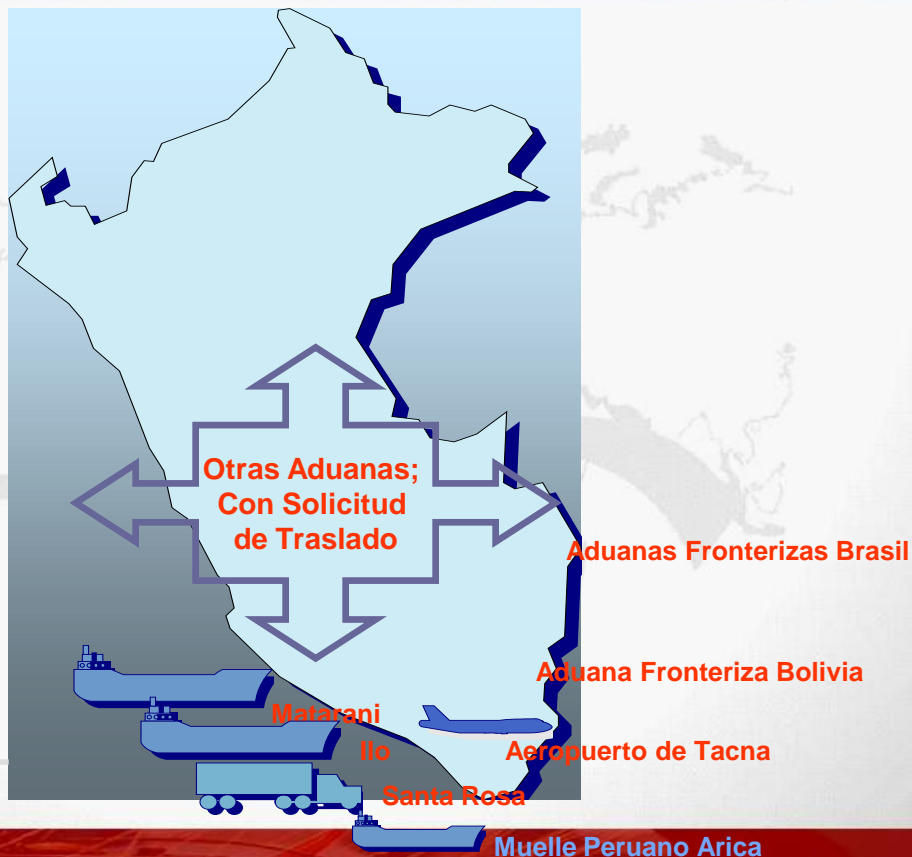 Otras Aduanas;
Con Solicitud
de Traslado
Aduanas Fronterizas Brasil
Aduana Fronteriza Bolivia
Matarani
Ilo
Aeropuerto de Tacna
Santa Rosa
Muelle Peruano Arica